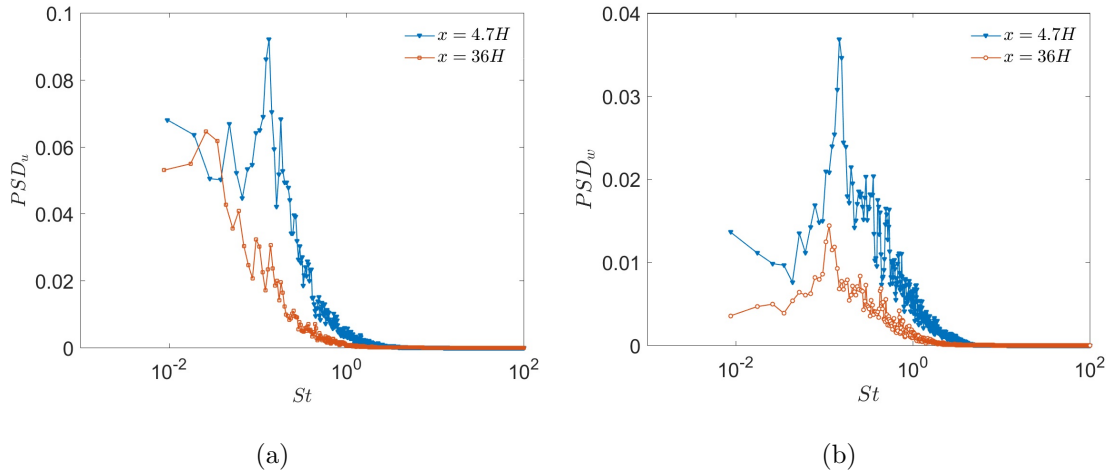 0.1
0.08
0.06
0.04
0.02
0
10^-2
10^0
10^2
PSD_u
St
x = 4.7H
x = 36H
(a)
0.04
0.03
0.02
0.01
0
10^-2
10^0
10^2
PSD_w
St
x = 4.7H
x = 36H
(b)